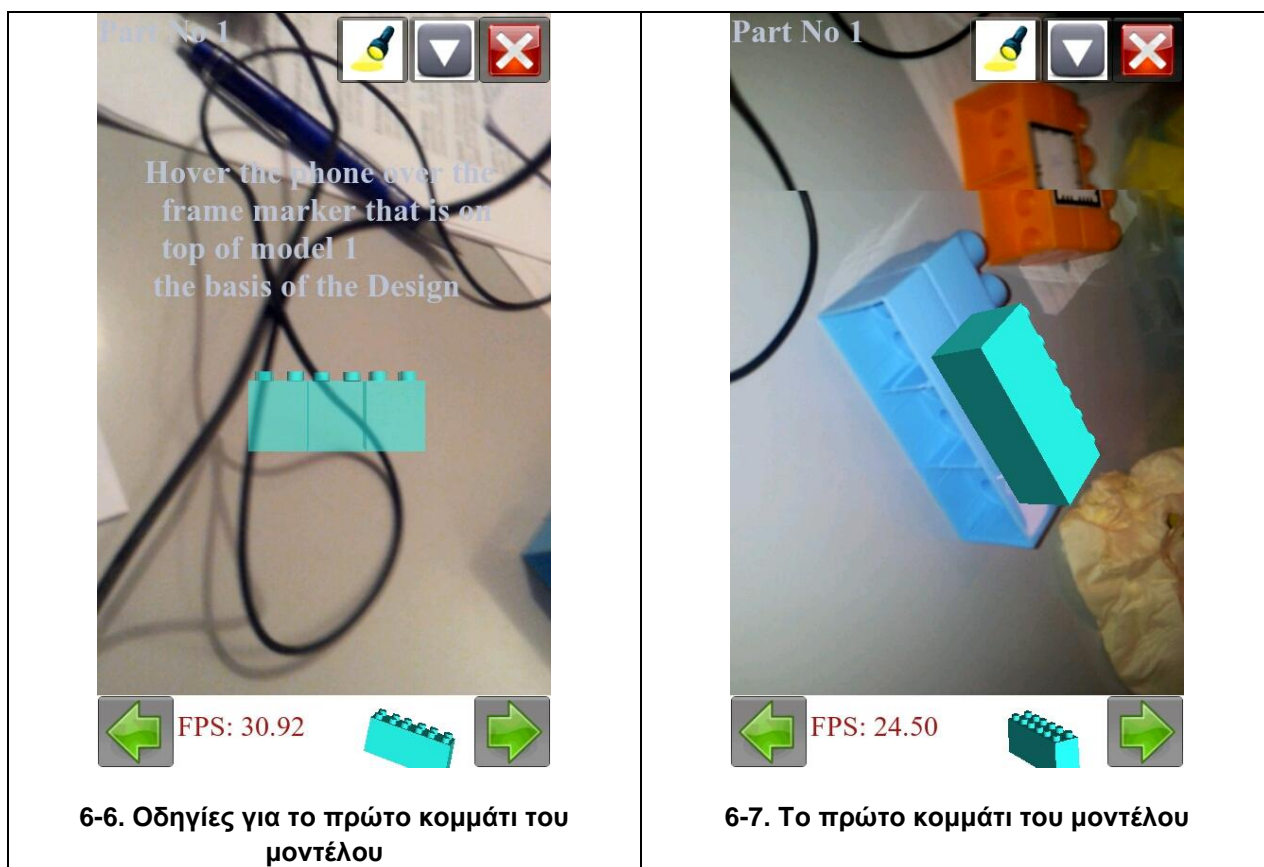 Part No 1
Hover the phone over the
frame marker that is on
top of model 1
the basis of the Design
FPS: 30.92
6-6. Οδηγίες για το πρώτο κομμάτι του
μοντέλου
Part No 1
FPS: 24.50
6-7. Το πρώτο κομμάτι του μοντέλου